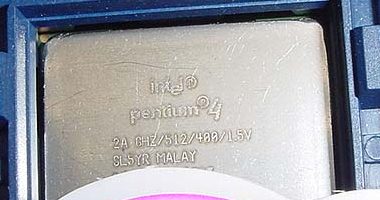 intel®
pentium®4
2A GHZ/512/400/1.5V
SL5YR MALAY